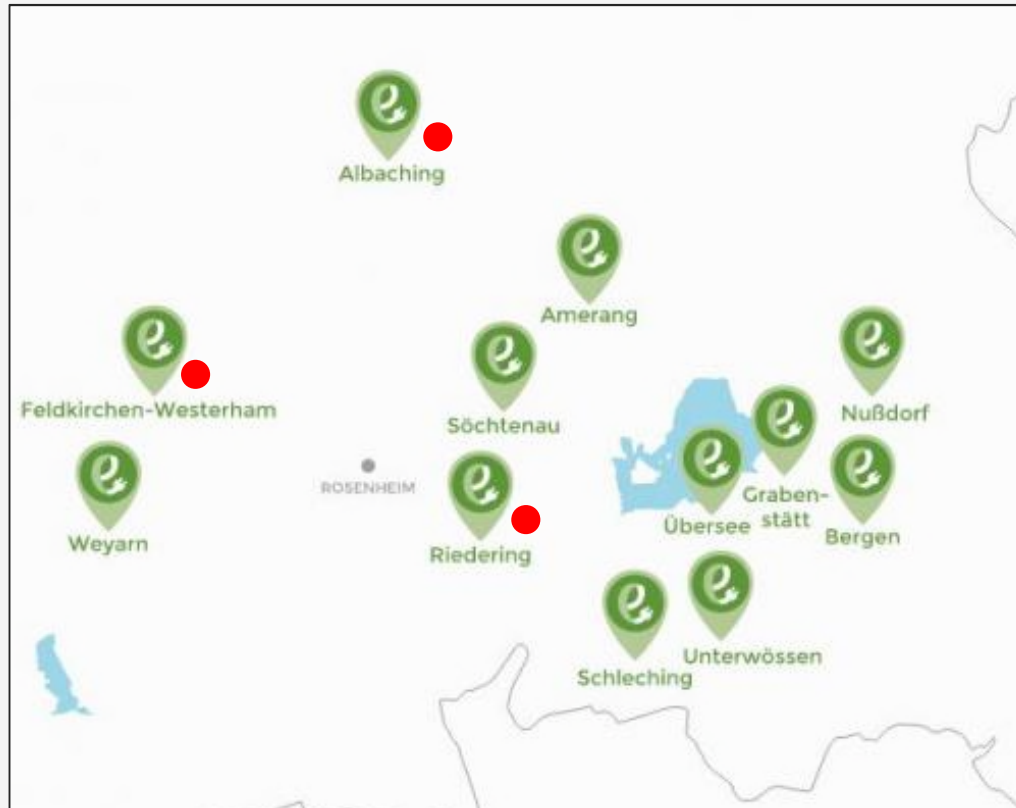 Albaching
Amerang
Feldkirchen-Westerham
Söchtenau
Nußdorf
ROSENHEIM
Weyarn
Riedering
Übersee
Graben-
stätt
Bergen
Schleching
Unterwössen